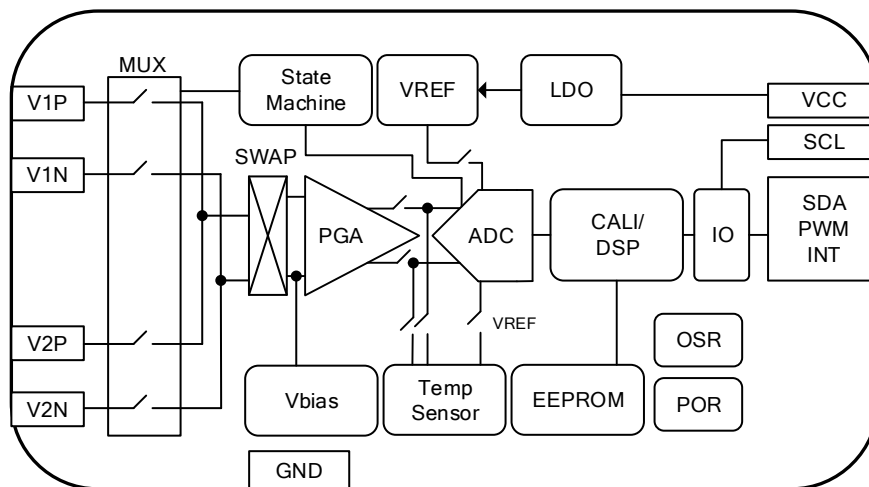 MUX
State
Machine
VREF
LDO
V1P
VCC
SCL
V1N
SWAP
SDA
PWM
INT
PGA
ADC
CALI/
DSP
IO
VREF
V2P
OSR
Vbias
Temp
Sensor
EEPROM
POR
V2N
GND